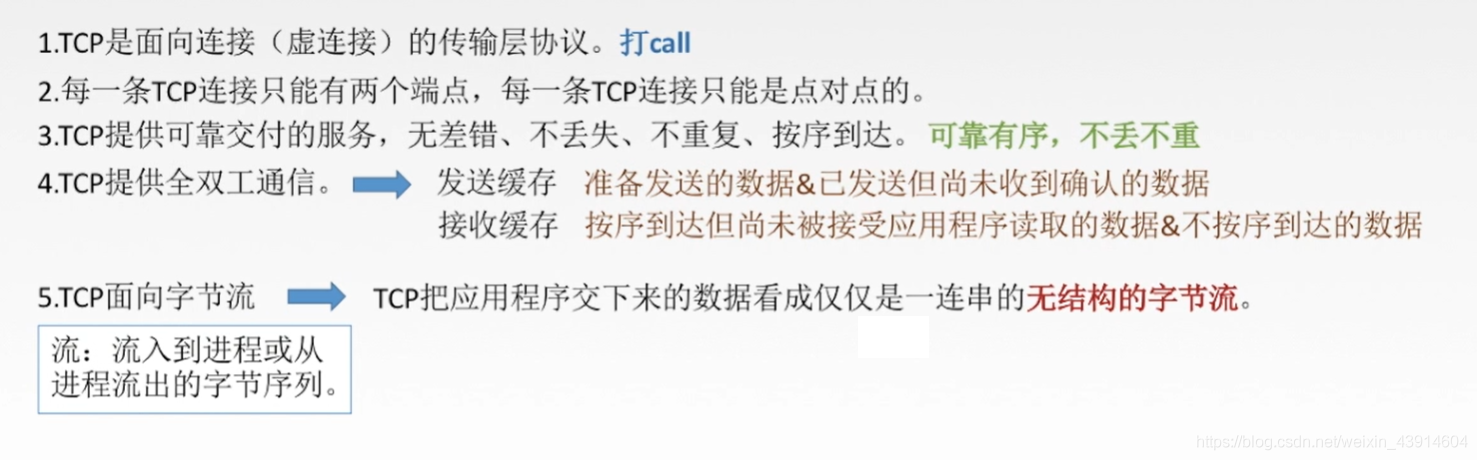 1.TCP是面向连接（虚连接）的传输层协议。打call
2.每一条TCP连接只能有两个端点，每一条TCP连接只能是点对点的。
3.TCP提供可靠交付的服务，无差错、不丢失、不重复、按序到达。可靠有序，不丢不重
4.TCP提供全双工通信。 发送缓存 准备发送的数据&已发送但尚未收到确认的数据
接收缓存 按序到达但尚未被接受应用程序读取的数据&不按序到达的数据
5.TCP面向字节流 TCP把应用程序交下来的数据看成仅仅是一连串的无结构的字节流。
流：流入到进程或从
进程流出的字节序列。
https://blog.csdn.net/weixin_43914604